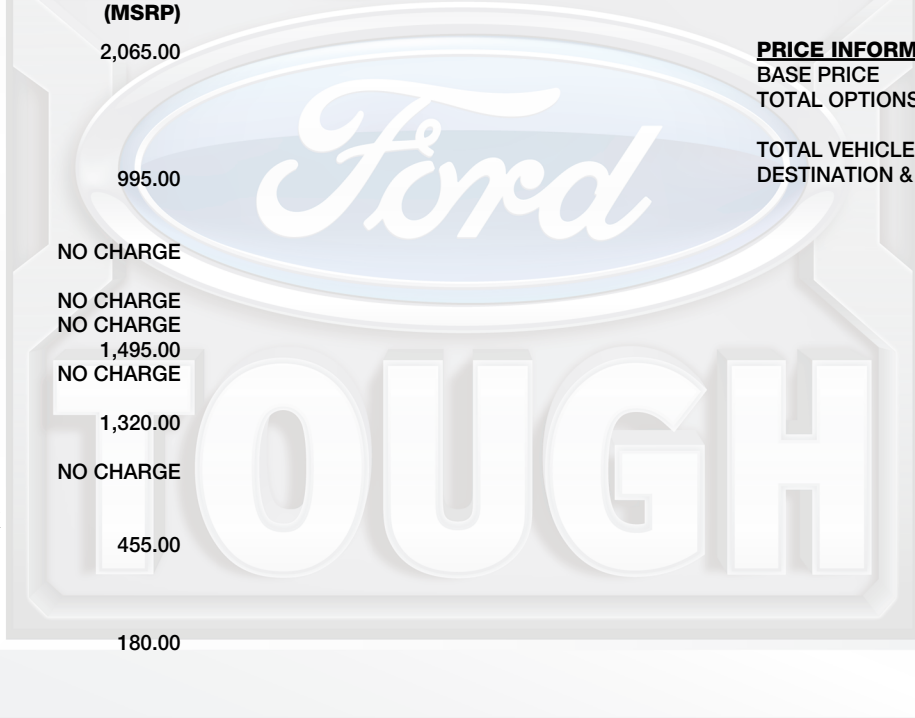 (MSRP)
2,065.00
995.00
NO CHARGE
NO CHARGE
NO CHARGE
1,495.00
NO CHARGE
1,320.00
NO CHARGE
455.00
180.00
PRICE INFORM
BASE PRICE
TOTAL OPTIONS
TOTAL VEHICLE
DESTINATION &
Ford
TOUGH